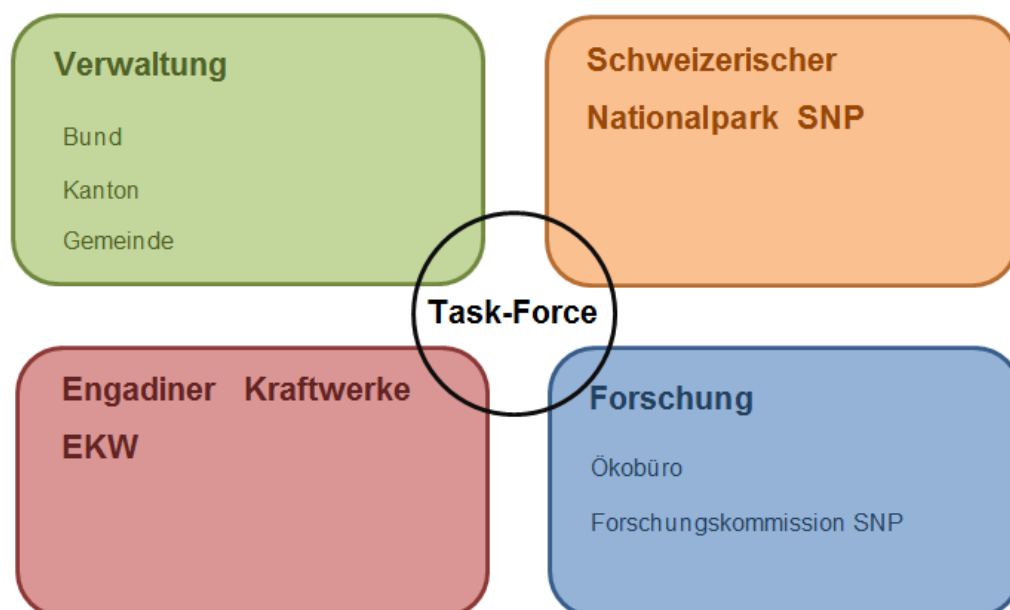 Verwaltung
Bund
Kanton
Gemeinde
Schweizerischer
Nationalpark SNP
Task-Force
Engadiner Kraftwerke
EKW
Forschung
Ökobüro
Forschungskommission SNP